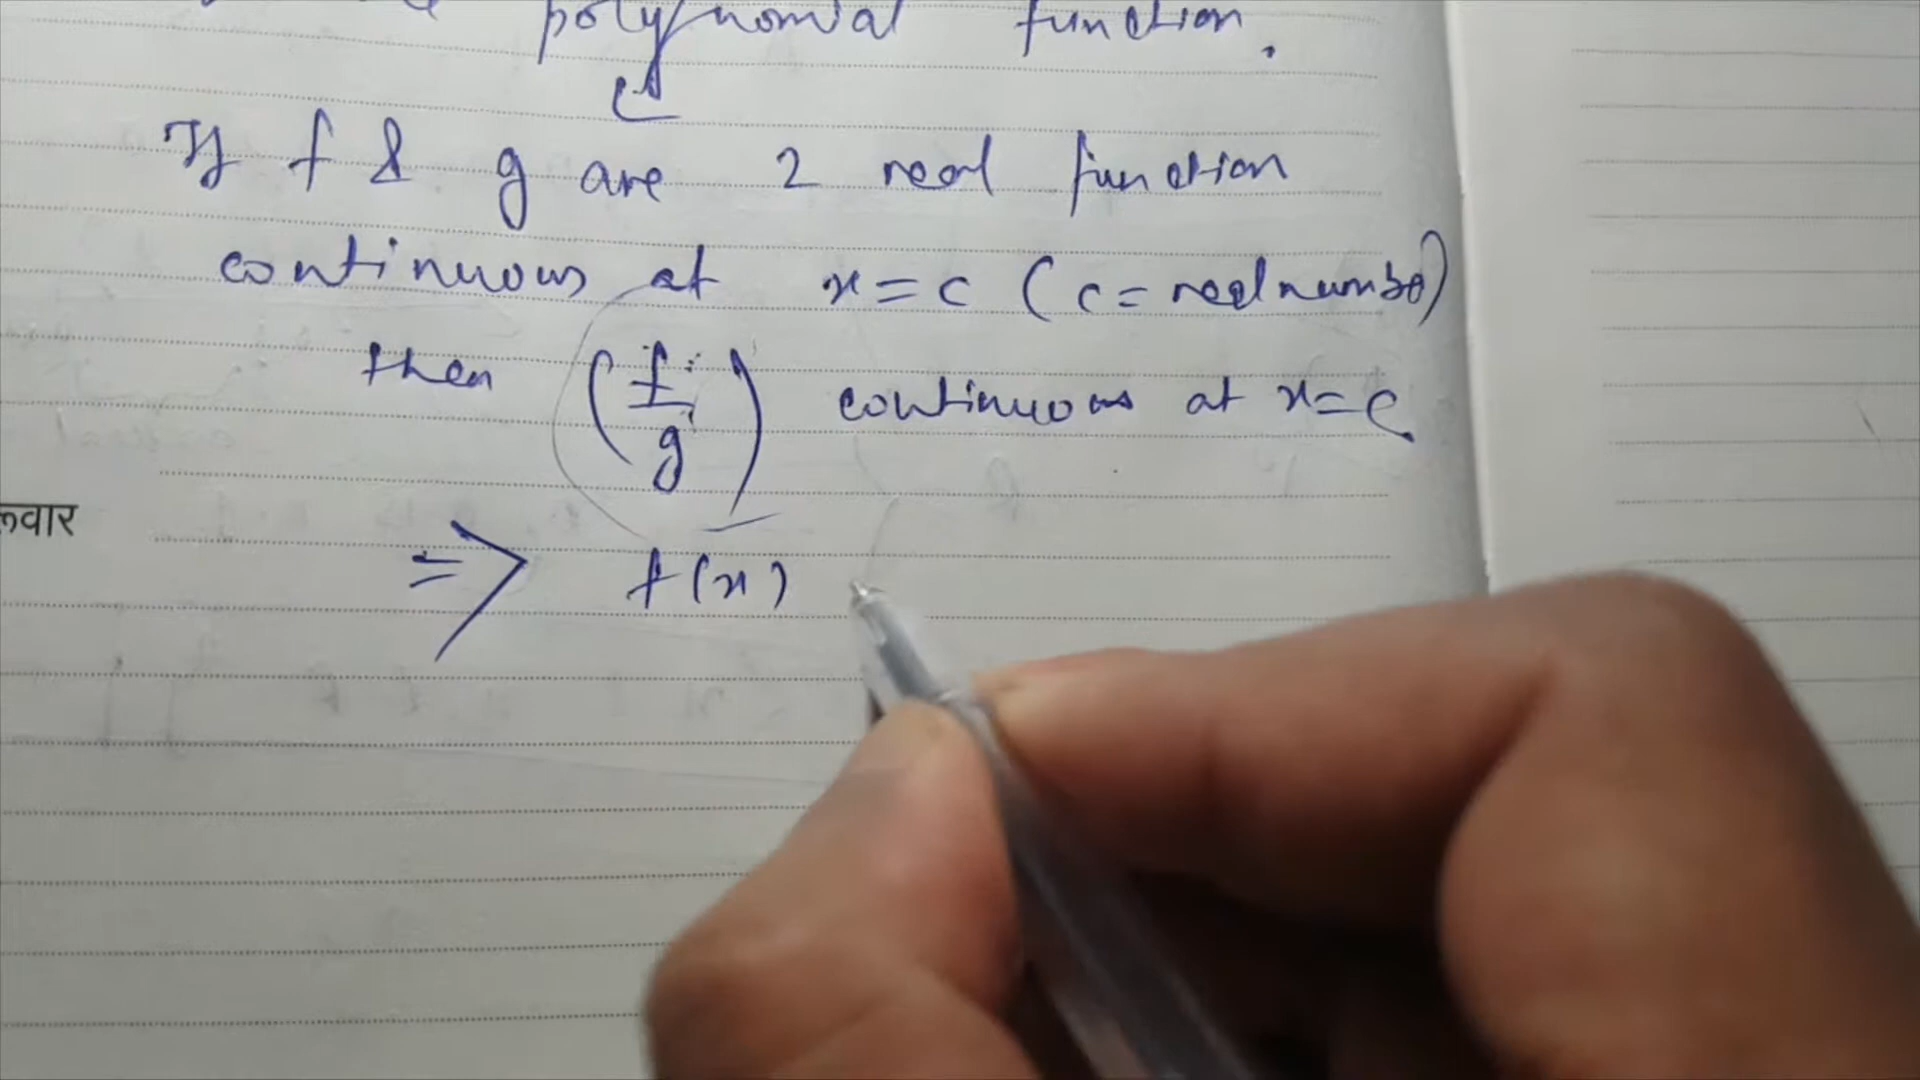 polynomial function.
If f & g are 2 real function
continuous at x=c (c=real number)
then (f/g) continuous at x=c
रूवार
=> f(x)